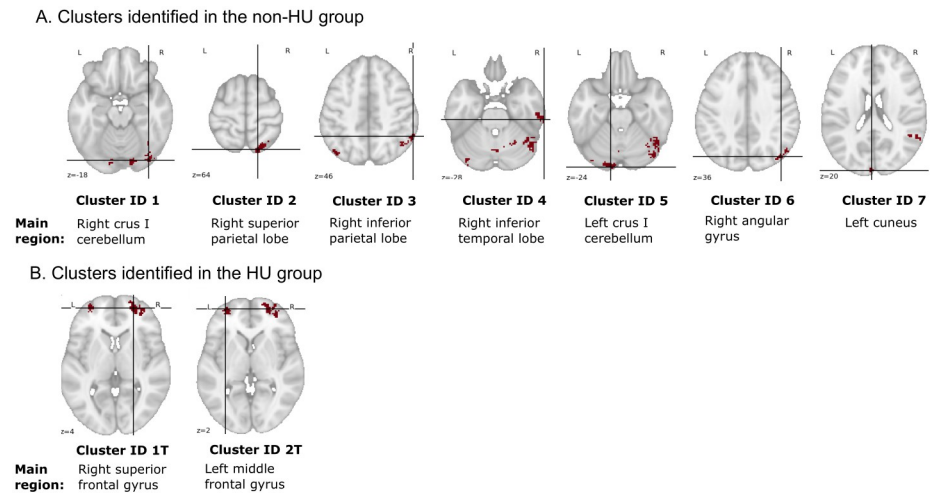 A. Clusters identified in the non-HU group
L R L R L R L R L R L R L R
z=-18 z=64 z=46 z=-28 z=-24 z=36 z=20
Cluster ID 1 Cluster ID 2 Cluster ID 3 Cluster ID 4 Cluster ID 5 Cluster ID 6 Cluster ID 7
Main region: Right crus I cerebellum
Right superior parietal lobe
Right inferior parietal lobe
Right inferior temporal lobe
Left crus I cerebellum
Right angular gyrus
Left cuneus
B. Clusters identified in the HU group
L R L R
z=4 z=2
Cluster ID 1T Cluster ID 2T
Main region: Right superior frontal gyrus
Left middle frontal gyrus